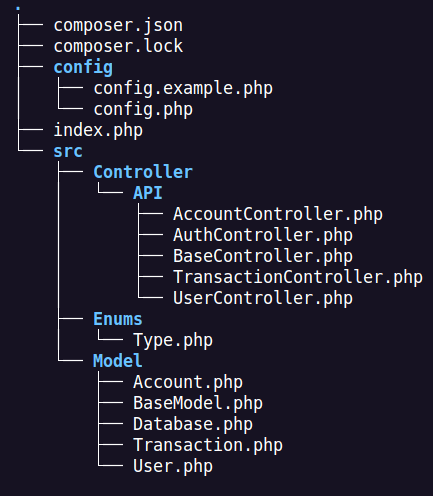 .
├── composer.json
├── composer.lock
├── config
│   ├── config.example.php
│   └── config.php
├── index.php
└── src
    ├── Controller
    │   └── API
    │       ├── AccountController.php
    │       ├── AuthController.php
    │       ├── BaseController.php
    │       ├── TransactionController.php
    │       └── UserController.php
    ├── Enums
    │   └── Type.php
    └── Model
        ├── Account.php
        ├── BaseModel.php
        ├── Database.php
        ├── Transaction.php
        └── User.php